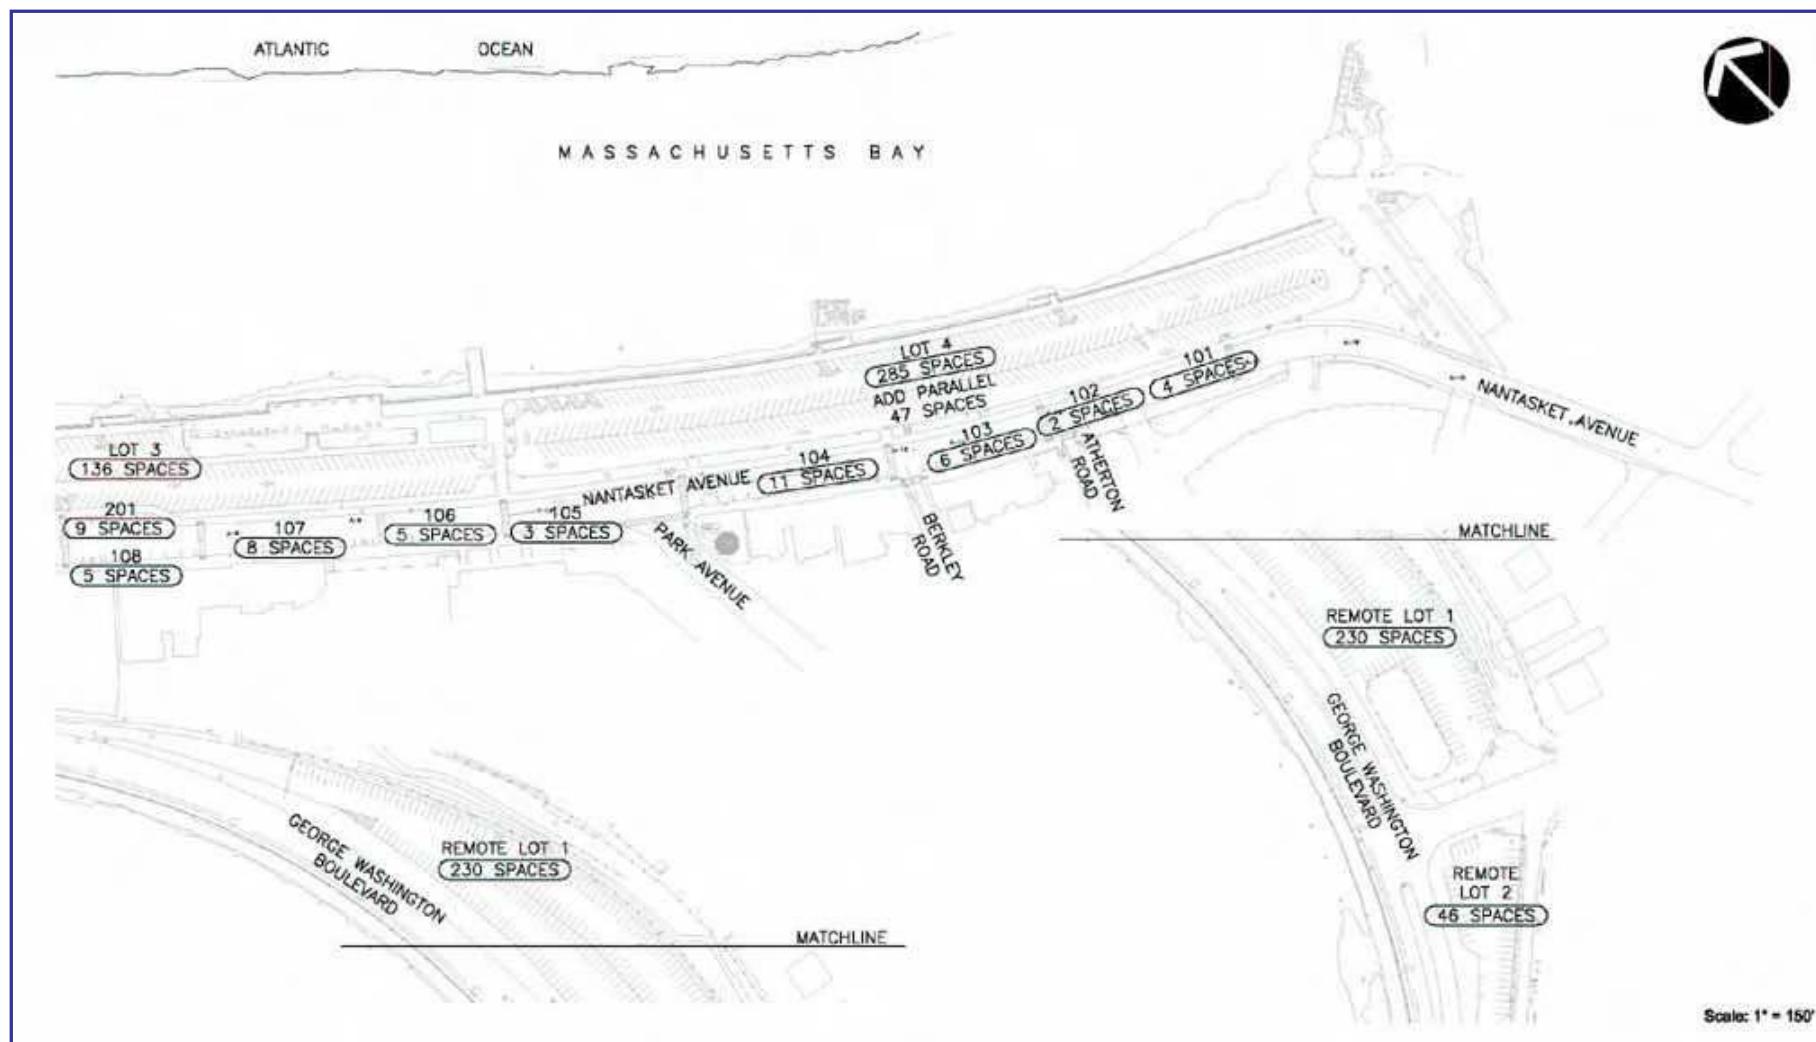 ATLANTIC OCEAN
MASSACHUSETTS BAY
LOT 4
285 SPACES
ADD PARALLEL
47 SPACES
101
4 SPACES
102
2 SPACES
103
6 SPACES
104
11 SPACES
NANTASKET AVENUE
NANTASKET AVENUE
ATHERTON
ROAD
BERKLEY
ROAD
PARK AVENUE
LOT 3
136 SPACES
201
9 SPACES
108
5 SPACES
107
8 SPACES
106
5 SPACES
105
3 SPACES
MATCHLINE
REMOTE LOT 1
230 SPACES
GEORGE WASHINGTON
BOULEVARD
REMOTE
LOT 2
46 SPACES
GEORGE WASHINGTON
BOULEVARD
REMOTE LOT 1
230 SPACES
MATCHLINE
Scale: 1" = 150'